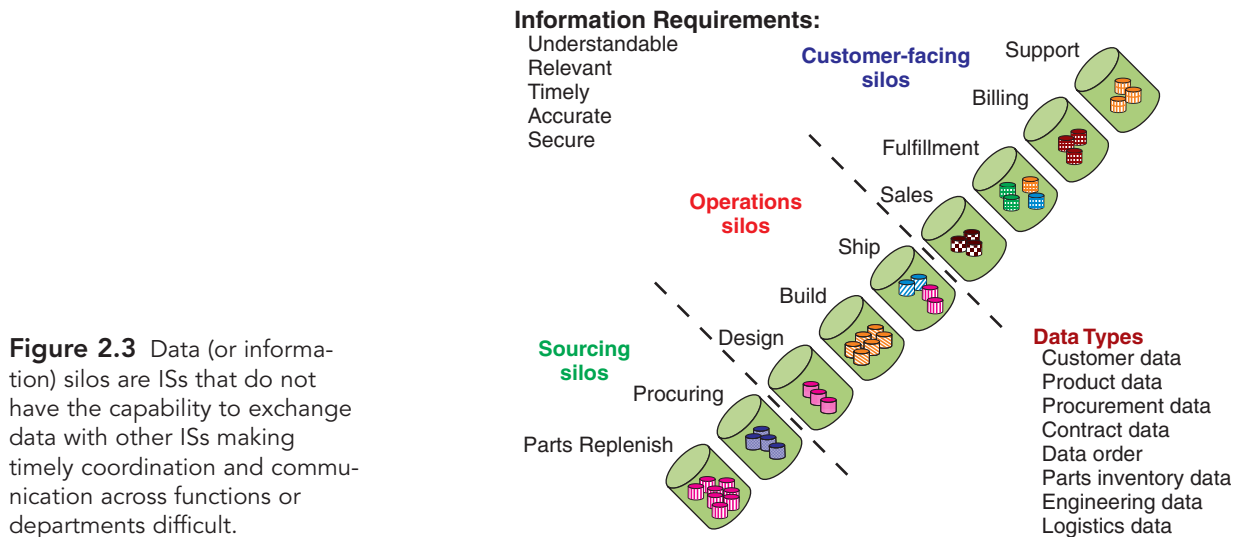 Information Requirements:
Understandable
Relevant
Timely
Accurate
Secure
Customer-facing
silos
Support
Billing
Fulfillment
Sales
Operations
silos
Ship
Build
Design
Sourcing
silos
Procuring
Parts Replenish
Data Types
Customer data
Product data
Procurement data
Contract data
Data order
Parts inventory data
Engineering data
Logistics data
Figure 2.3 Data (or informa-
tion) silos are ISs that do not
have the capability to exchange
data with other ISs making
timely coordination and commu-
nication across functions or
departments difficult.